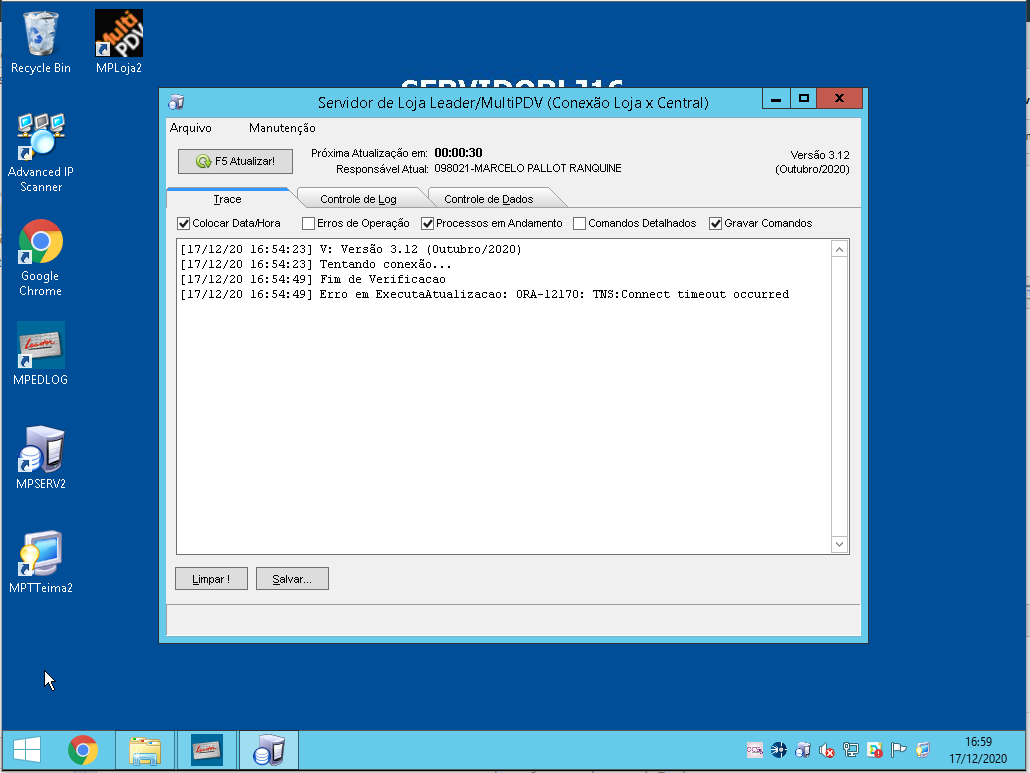 Recycle Bin
Multi PDV
MPLoja2
SERVIDORLJ16
Servidor de Loja Leader/MultiPDV (Conexão Loja x Central)
Arquivo Manutenção
F5 Atualizar!
Próxima Atualização em: 00:00:30
Responsável Atual: 098021-MARCELO PALLOT RANQUINE
Versão 3.12
(Outubro/2020)
Trace Controle de Log Controle de Dados
Colocar Data/Hora Erros de Operação Processos em Andamento Comandos Detalhados Gravar Comandos
[17/12/20 16:54:23] V: Versão 3.12 (Outubro/2020)
[17/12/20 16:54:23] Tentando conexão...
[17/12/20 16:54:49] Fim de Verificacao
[17/12/20 16:54:49] Erro em ExecutaAtualizacao: ORA-12170: TNS:Connect timeout occurred
Limpar !
Salvar...
Advanced IP
Scanner
Google
Chrome
Leader
MPEDLOG
MPSERV2
MPTTeima2
16:59
17/12/2020